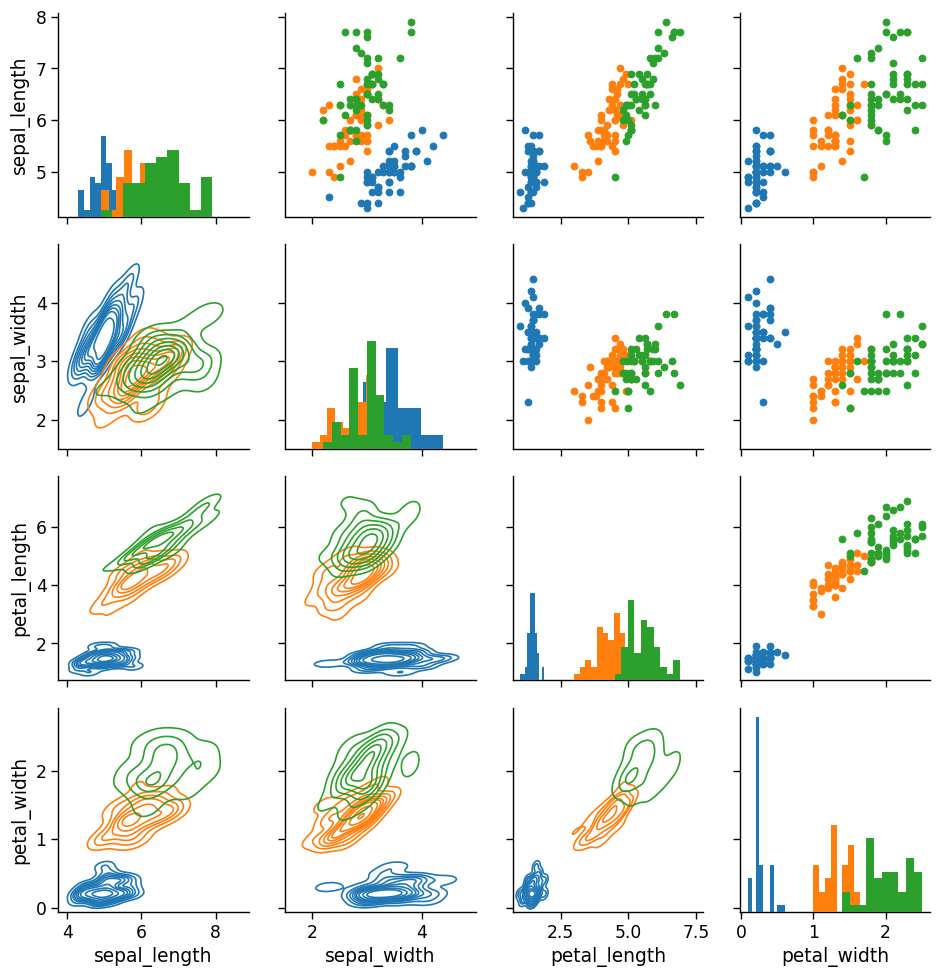 8
7
6
5
sepal_length
4
3
2
sepal_width
6
4
2
petal_length
2
1
0
petal_width
4 6 8
2 4
2.5 5.0 7.5
0 1 2
sepal_length sepal_width petal_length petal_width